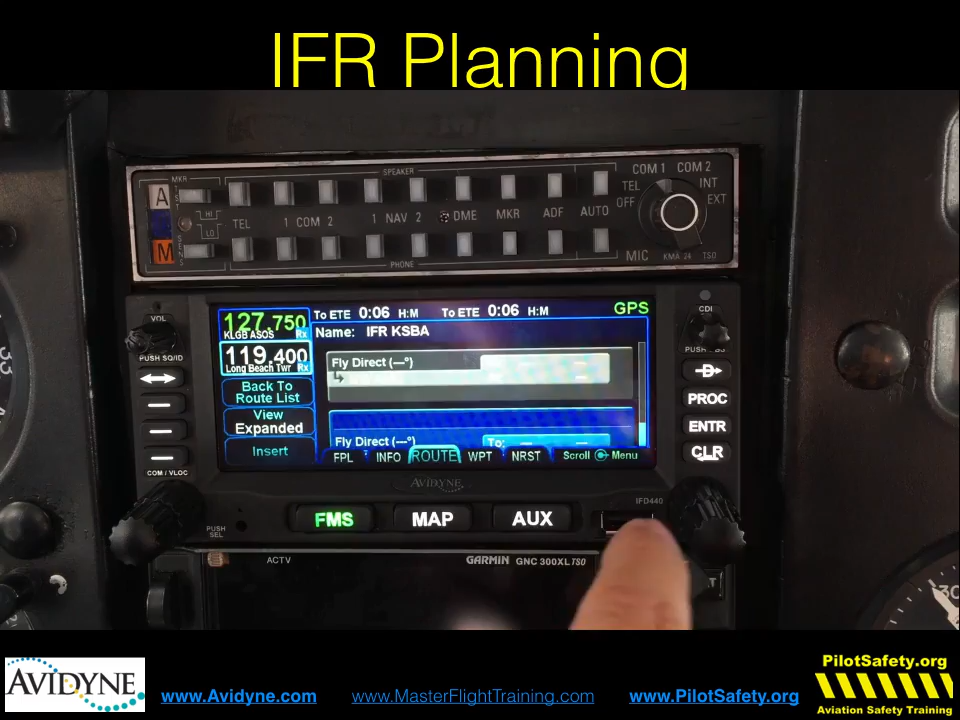 IFR Planning
MKR
SPEAKER
COM 1 COM 2
A
TEL
INT
HI
OFF
EXT
LO
TEL 1 COM 2 1 NAV 2 DME MKR ADF AUTO
M
PHONE
MIC KMA 24 TSO
VOL
127.750
KLGB ASOS Rx
To ETE 0:06 H:M To ETE 0:06 H:M
GPS
CDI
Name: IFR KSBA
119.400
Long Beach Twr Rx
PUSH SQ/ID
Fly Direct (---°)
Back To
Route List
PROC
View
Expanded
ENTR
Insert
Fly Direct (---°) To:
CLR
FPL INFO ROUTE WPT NRST Scroll Menu
COM / VLOC
AVIDYNE
IFD440
PUSH
SEL
FMS MAP AUX
ACTV
GARMIN GNC 300XL TSO
33
30
AVIDYNE
www.Avidyne.com www.MasterFlightTraining.com www.PilotSafety.org
PilotSafety.org
Aviation Safety Training